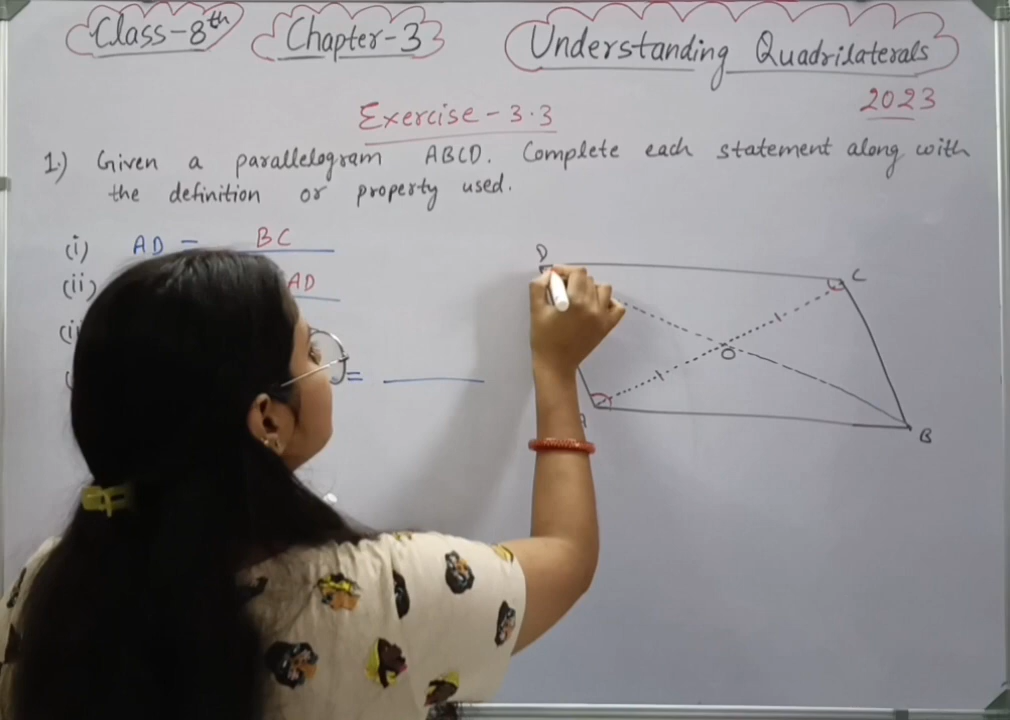 Class-8th Chapter-3 Understanding Quadrilaterals
2023
Exercise - 3.3
1.) Given a parallelogram ABCD. Complete each statement along with
the definition or property used.
(i) AD = BC
(ii) AD
=
D
C
O
B